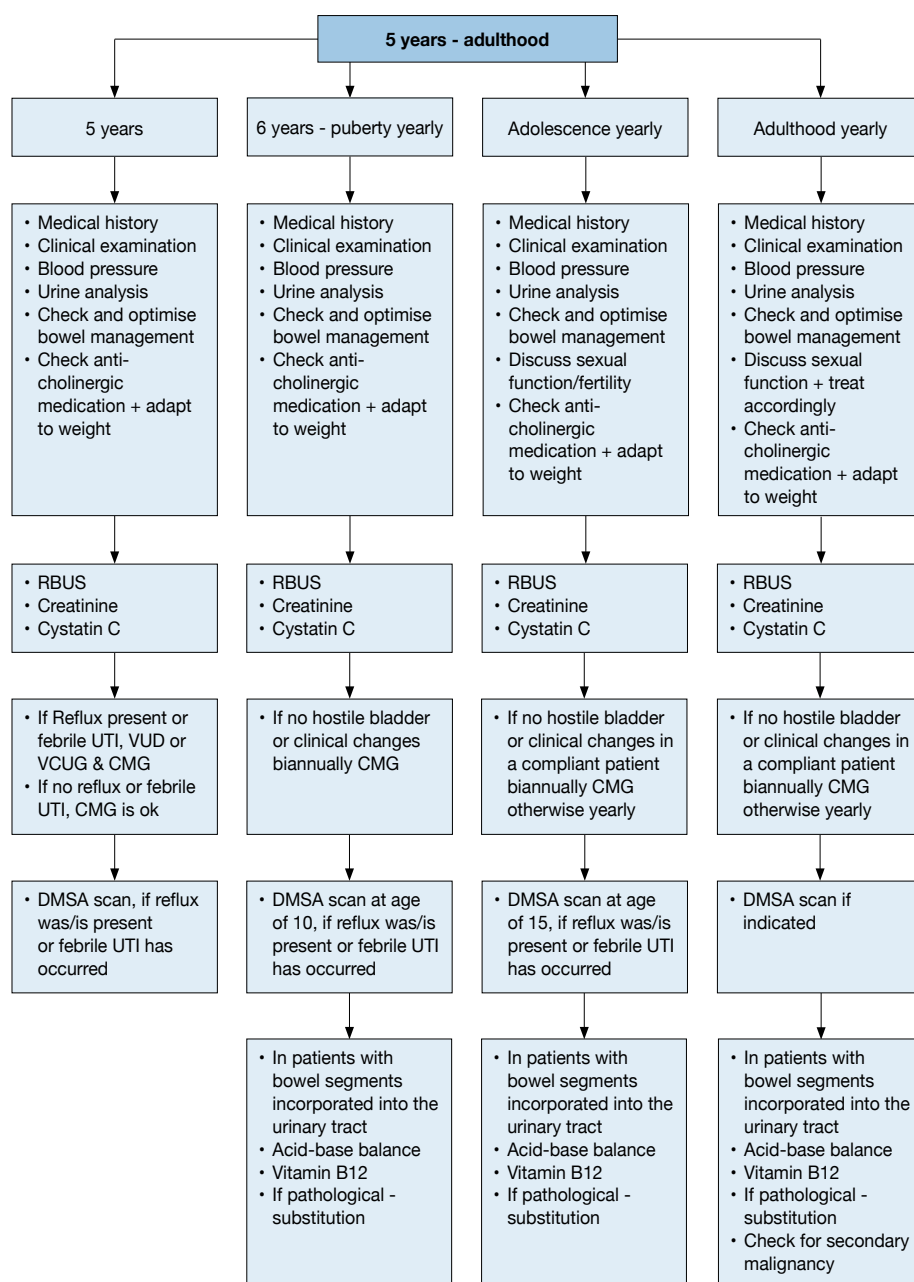 5 years - adulthood
5 years
6 years - puberty yearly
Adolescence yearly
Adulthood yearly
• Medical history
• Clinical examination
• Blood pressure
• Urine analysis
• Check and optimise
bowel management
• Check anti-
cholinergic
medication + adapt
to weight
• Medical history
• Clinical examination
• Blood pressure
• Urine analysis
• Check and optimise
bowel management
• Check anti-
cholinergic
medication + adapt
to weight
• Medical history
• Clinical examination
• Blood pressure
• Urine analysis
• Check and optimise
bowel management
• Discuss sexual
function/fertility
• Check anti-
cholinergic
medication + adapt
to weight
• Medical history
• Clinical examination
• Blood pressure
• Urine analysis
• Check and optimise
bowel management
• Discuss sexual
function + treat
accordingly
• Check anti-
cholinergic
medication + adapt
to weight
• RBUS
• Creatinine
• Cystatin C
• RBUS
• Creatinine
• Cystatin C
• RBUS
• Creatinine
• Cystatin C
• RBUS
• Creatinine
• Cystatin C
• If Reflux present or
febrile UTI, VUD or
VCUG & CMG
• If no reflux or febrile
UTI, CMG is ok
• If no hostile bladder
or clinical changes
biannually CMG
• If no hostile bladder
or clinical changes in
a compliant patient
biannually CMG
otherwise yearly
• If no hostile bladder
or clinical changes in
a compliant patient
biannually CMG
otherwise yearly
• DMSA scan, if reflux
was/is present
or febrile UTI has
occurred
• DMSA scan at age
of 10, if reflux was/is
present or febrile UTI
has occurred
• DMSA scan at age
of 15, if reflux was/is
present or febrile UTI
has occurred
• DMSA scan if
indicated
• In patients with
bowel segments
incorporated into the
urinary tract
• Acid-base balance
• Vitamin B12
• If pathological -
substitution
• In patients with
bowel segments
incorporated into the
urinary tract
• Acid-base balance
• Vitamin B12
• If pathological -
substitution
• In patients with
bowel segments
incorporated into the
urinary tract
• Acid-base balance
• Vitamin B12
• If pathological -
substitution
• Check for secondary
malignancy